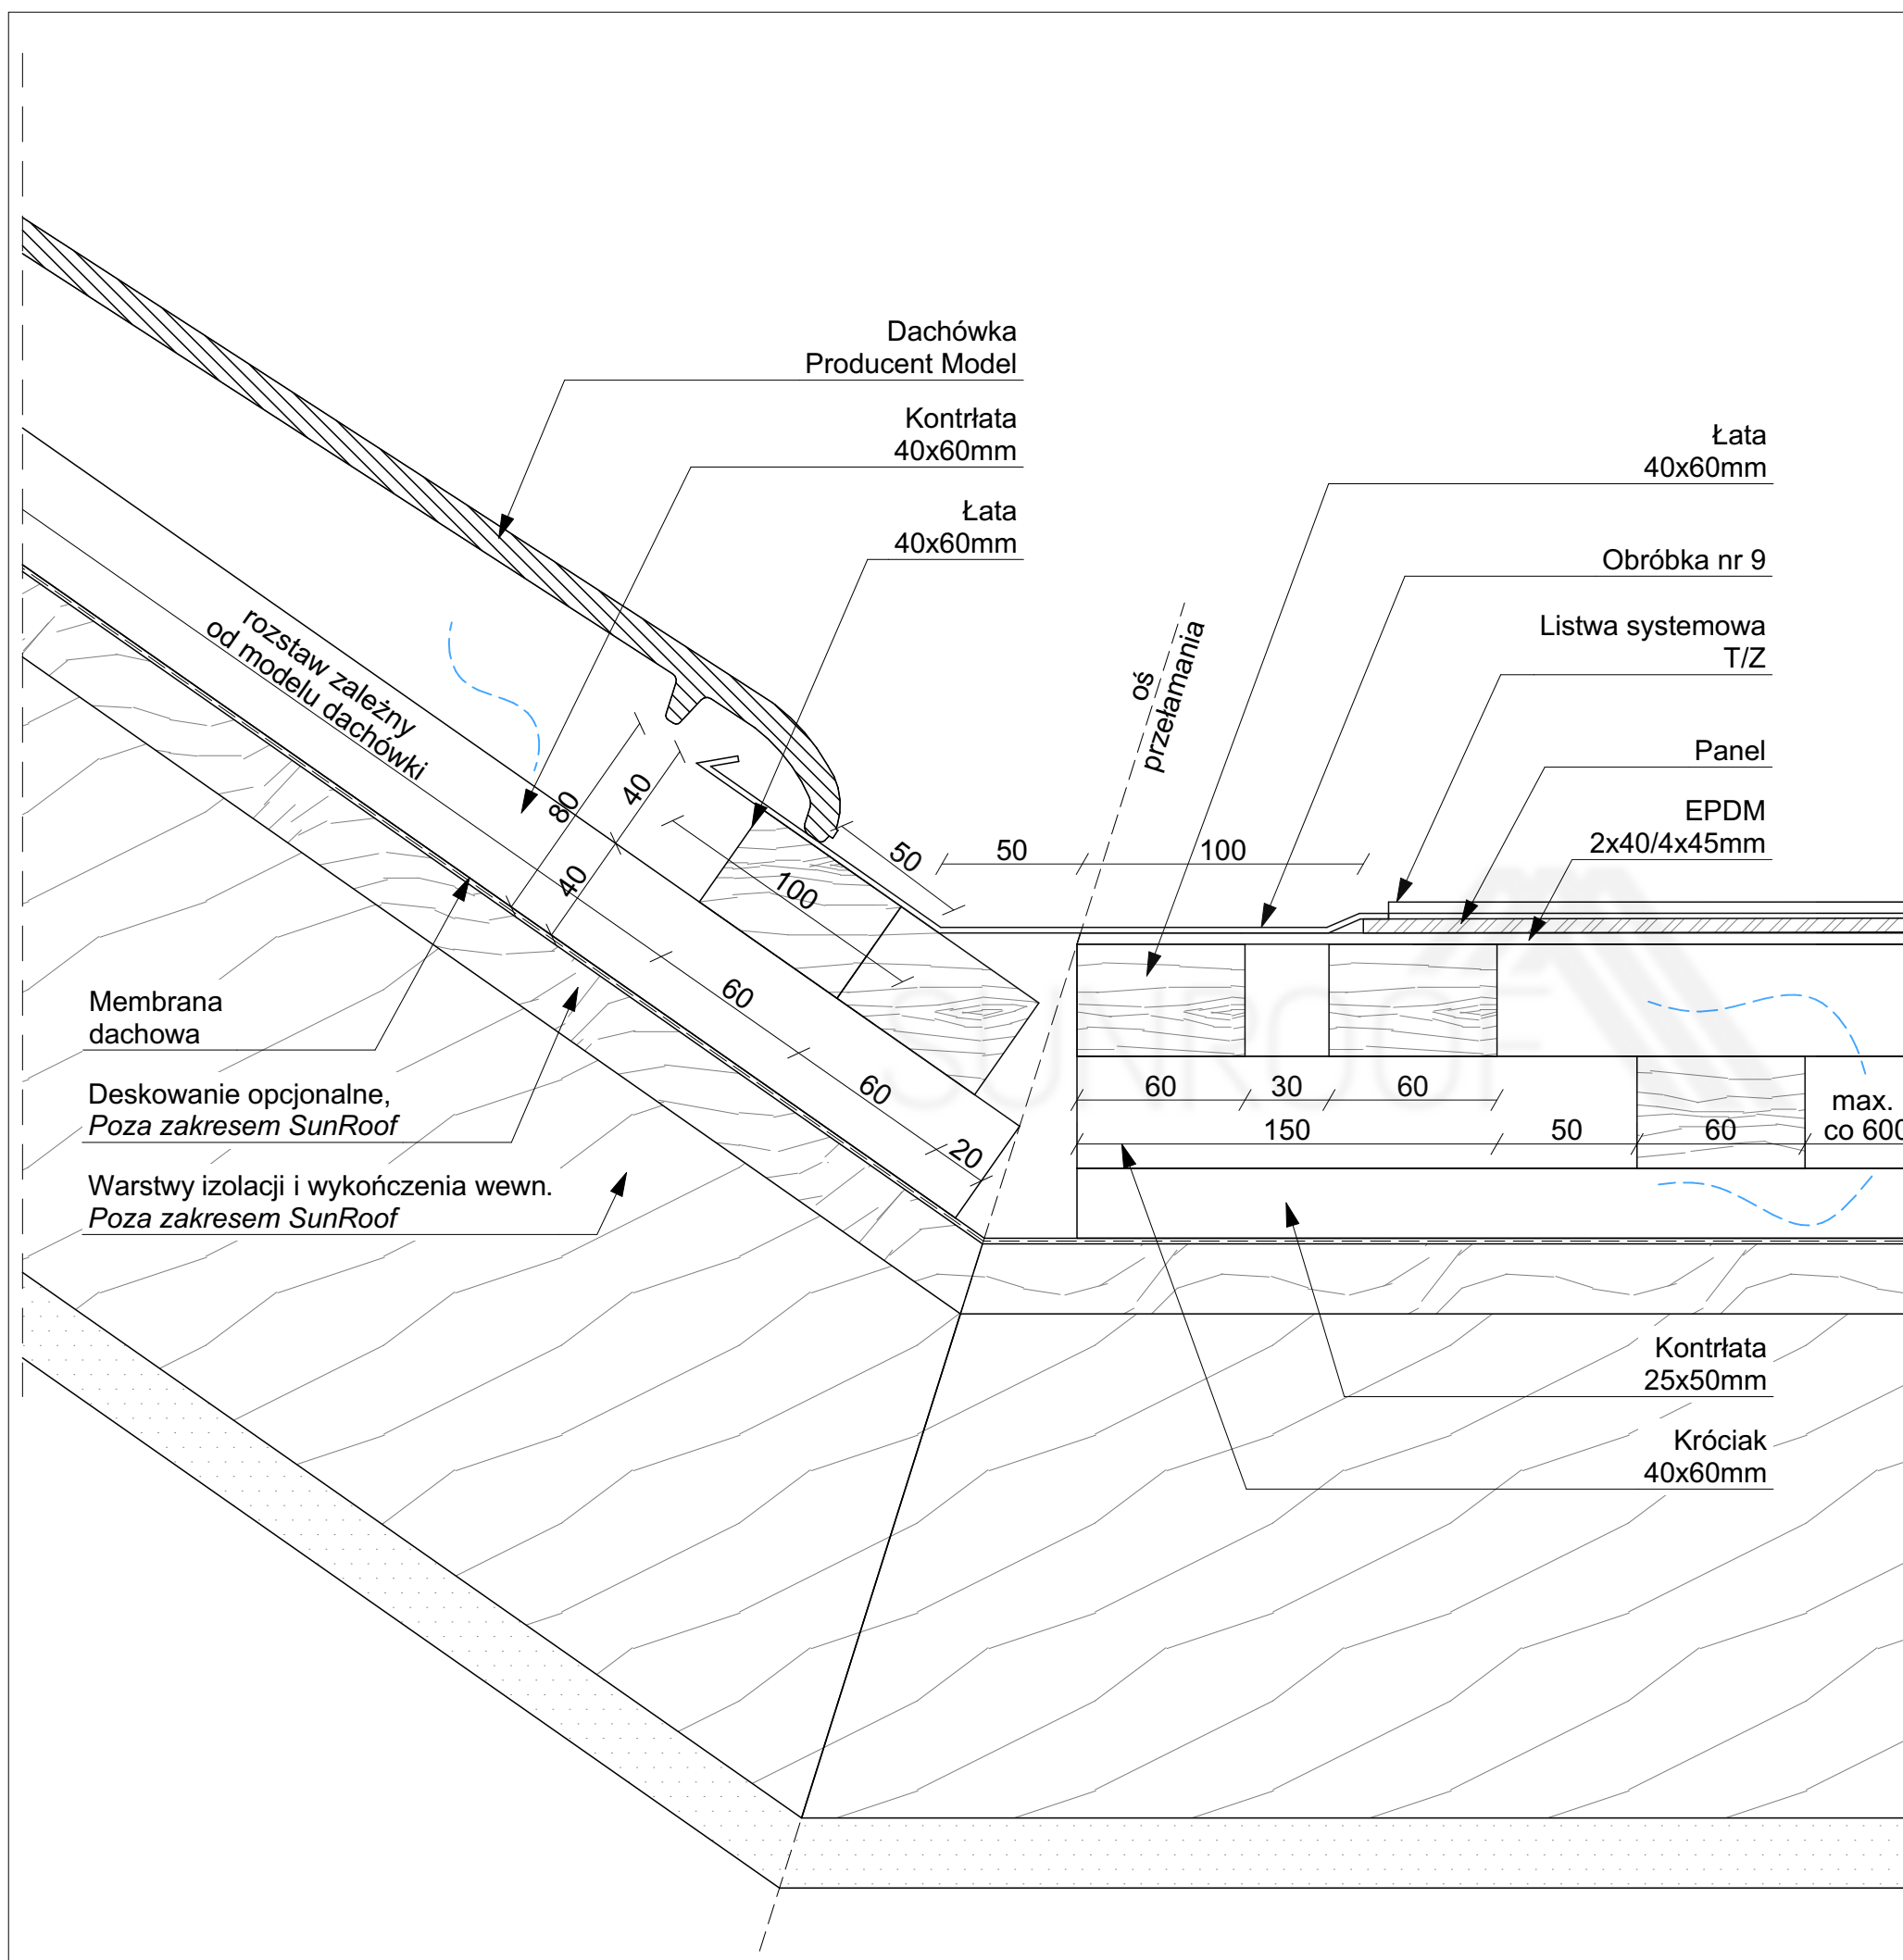 Dachówka
Producent Model
Kontrłata
40x60mm
Łata
40x60mm
Łata
40x60mm
Obróbka nr 9
Listwa systemowa
T/Z
Panel
EPDM
2x40/4x45mm
oś
przełamania
rozstaw zależny
od modelu dachówki
80
40
40
100
50
50
100
60
60
20
Membrana
dachowa
Deskowanie opcjonalne,
Poza zakresem SunRoof
Warstwy izolacji i wykończenia wewn.
Poza zakresem SunRoof
SUNROOF
60
30
60
150
50
60
max.
co 600
Kontrłata
25x50mm
Króciak
40x60mm